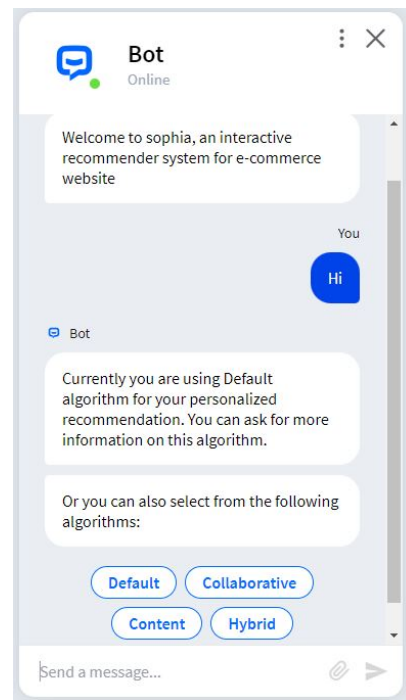 Bot
Online
Welcome to sophia, an interactive
recommender system for e-commerce
website
You
Hi
Bot
Currently you are using Default
algorithm for your personalized
recommendation. You can ask for more
information on this algorithm.
Or you can also select from the following
algorithms:
Default Collaborative
Content Hybrid
Send a message...